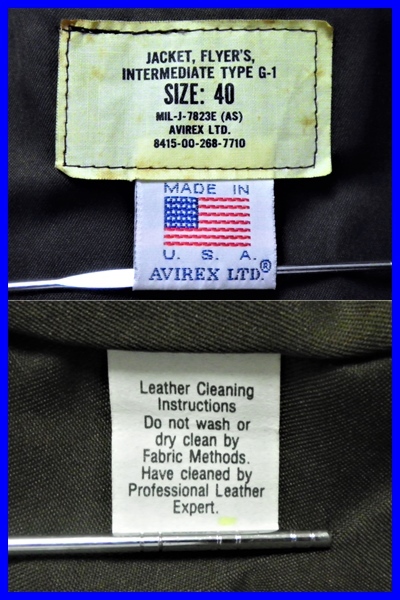 JACKET, FLYER'S,
INTERMEDIATE TYPE G-1
SIZE: 40
MIL-J-7823E (AS)
AVIREX LTD.
8415-00-268-7710
MADE IN
U. S. A.
AVIREX LTD.®
Leather Cleaning
Instructions
Do not wash or
dry clean by
Fabric Methods.
Have cleaned by
Professional Leather
Expert.